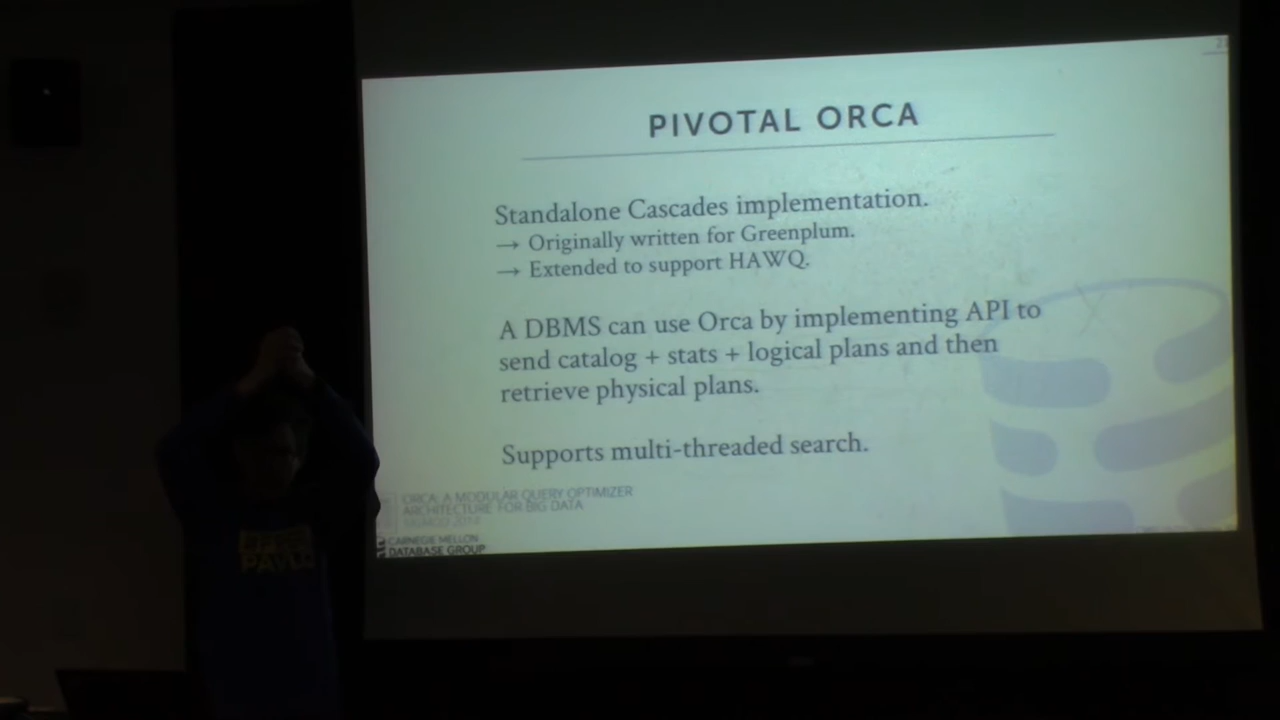 PIVOTAL ORCA
Standalone Cascades implementation.
→ Originally written for Greenplum.
→ Extended to support HAWQ.
A DBMS can use Orca by implementing API to
send catalog + stats + logical plans and then
retrieve physical plans.
Supports multi-threaded search.
ORCA: A MODULAR QUERY OPTIMIZER
ARCHITECTURE FOR BIG DATA
SIGMOD 2014
CARNEGIE MELLON
DATABASE GROUP
PAVLO